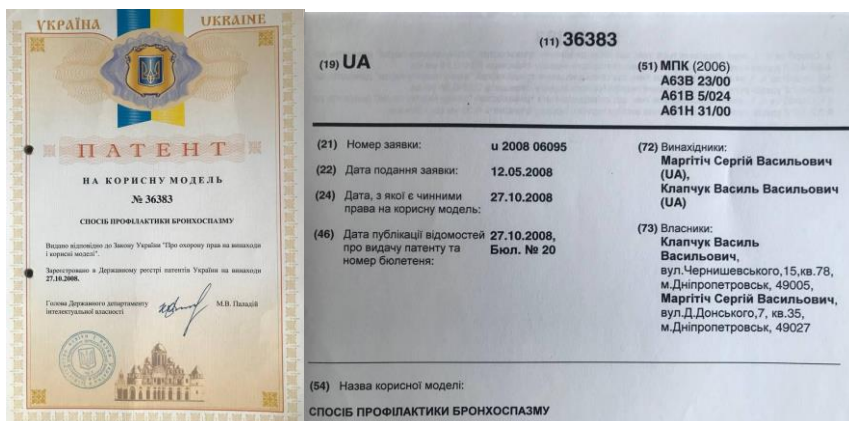 УКРАЇНА
UKRAINE
ПАТЕНТ
НА КОРИСНУ МОДЕЛЬ
№ 36383
СПОСІБ ПРОФІЛАКТИКИ БРОНХОСПАЗМУ
Видано відповідно до Закону України "Про охорону прав на винаходи
і корисні моделі".
Зареєстровано в Державному реєстрі патентів України на винаходи
27.10.2008.
Голова Державного департаменту
інтелектуальної власності
М.В. Паладій
(11) 36383
(19) UA
(51) МПК (2006)
A63B 23/00
A61B 5/024
A61H 31/00
(21) Номер заявки:
u 2008 06095
(22) Дата подання заявки:
12.05.2008
(24) Дата, з якої є чинними
права на корисну модель:
27.10.2008
(46) Дата публікації відомостей
про видачу патенту та
номер бюлетеня:
27.10.2008,
Бюл. № 20
(72) Винахідники:
Маргітіч Сергій Васильович
(UA),
Клапчук Василь Васильович
(UA)
(73) Власники:
Клапчук Василь
Васильович,
вул.Чернишевського,15,кв.78,
м.Дніпропетровськ, 49005,
Маргітіч Сергій Васильович,
вул.Д.Донського,7, кв.35,
м.Дніпропетровськ, 49027
(54) Назва корисної моделі:
СПОСІБ ПРОФІЛАКТИКИ БРОНХОСПАЗМУ